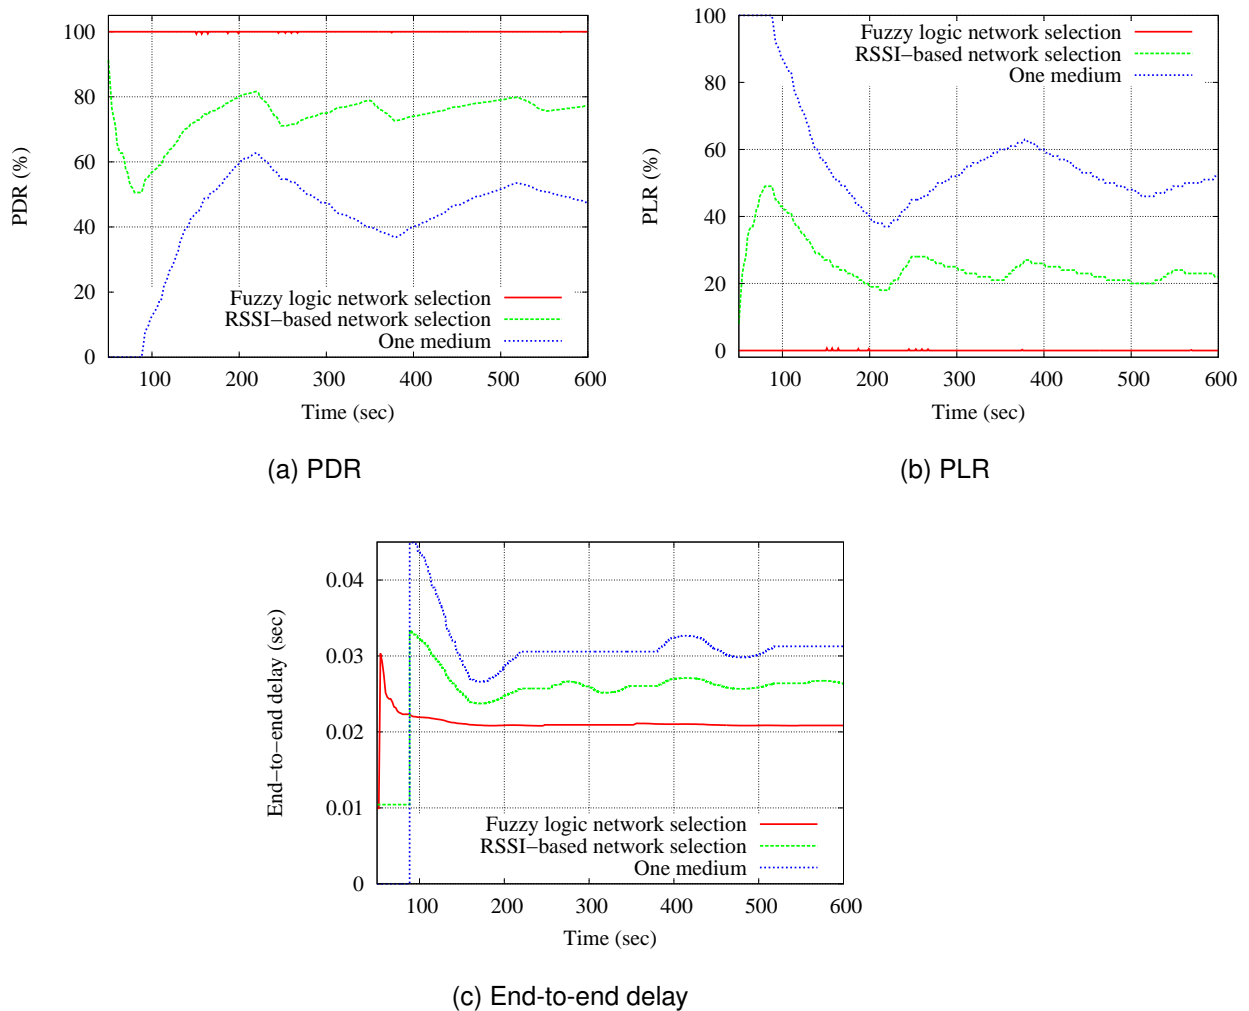 100
80
60
40
20
0
PDR (%)
Fuzzy logic network selection
RSSI−based network selection
One medium
100 200 300 400 500 600
Time (sec)
(a) PDR
100
80
60
40
20
0
PLR (%)
Fuzzy logic network selection
RSSI−based network selection
One medium
100 200 300 400 500 600
Time (sec)
(b) PLR
0.04
0.03
0.02
0.01
0
End−to−end delay (sec)
Fuzzy logic network selection
RSSI−based network selection
One medium
100 200 300 400 500 600
Time (sec)
(c) End-to-end delay